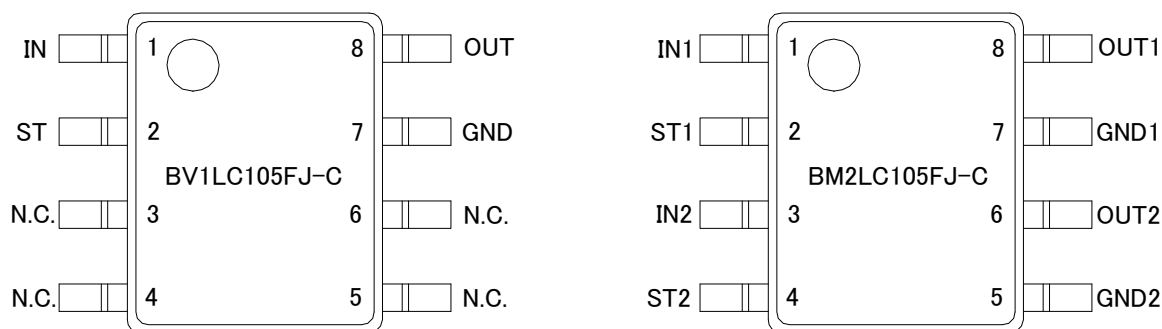 IN 1 8 OUT
ST 2 7 GND
BV1LC105FJ-C
N.C. 3 6 N.C.
N.C. 4 5 N.C.
IN1 1 8 OUT1
ST1 2 7 GND1
BM2LC105FJ-C
IN2 3 6 OUT2
ST2 4 5 GND2